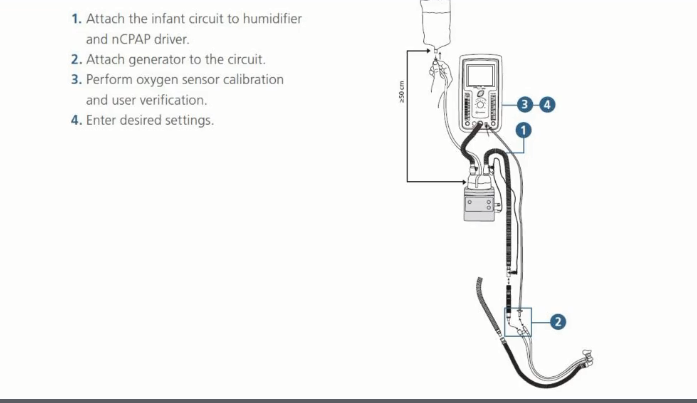 1. Attach the infant circuit to humidifier
and nCPAP driver.
2. Attach generator to the circuit.
3. Perform oxygen sensor calibration
and user verification.
4. Enter desired settings.
≥50 cm
3
4
1
2